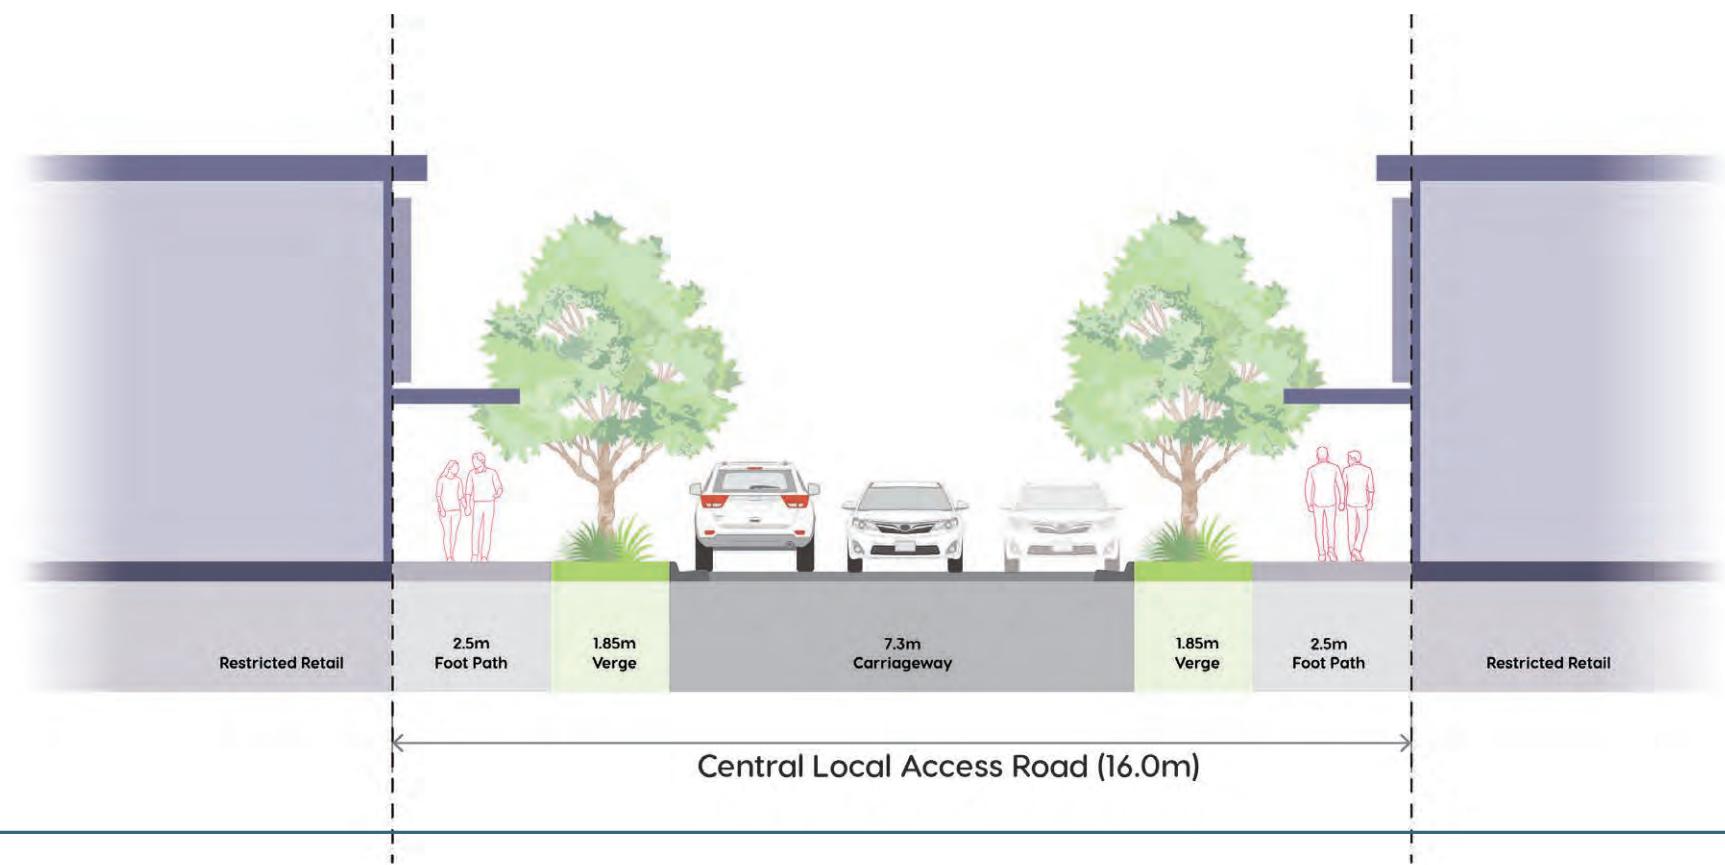 2.5m
Foot Path
1.85m
Verge
7.3m
Carriageway
1.85m
Verge
2.5m
Foot Path
Restricted Retail
Restricted Retail
Central Local Access Road (16.0m)